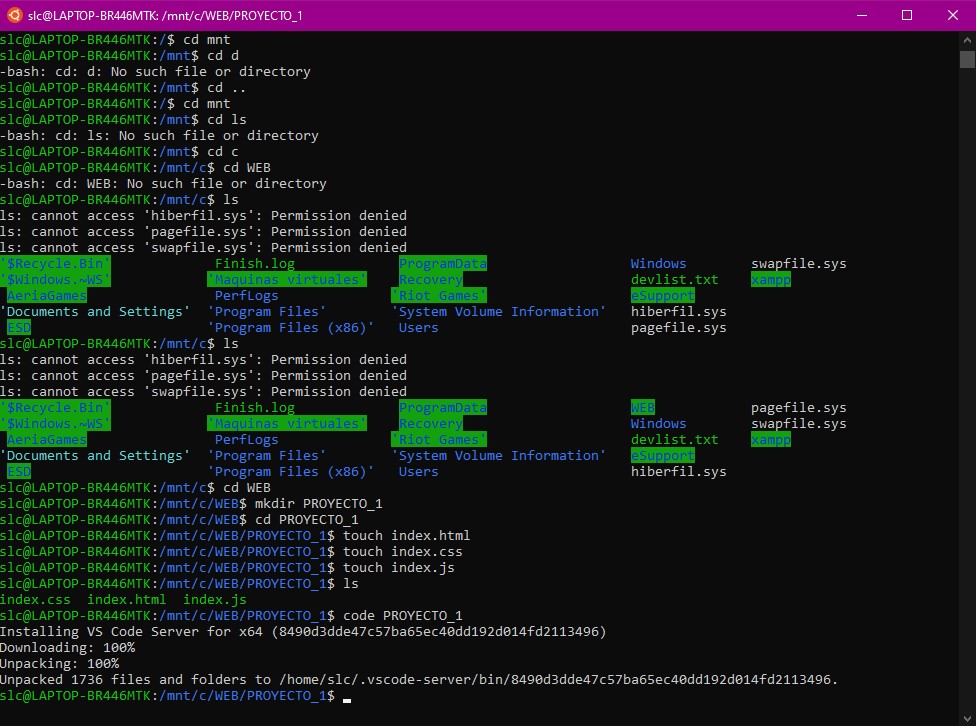 slc@LAPTOP-BR446MTK: /mnt/c/WEB/PROYECTO_1
slc@LAPTOP-BR446MTK:/$ cd mnt
slc@LAPTOP-BR446MTK:/mnt$ cd d
-bash: cd: d: No such file or directory
slc@LAPTOP-BR446MTK:/mnt$ cd ..
slc@LAPTOP-BR446MTK:/$ cd mnt
slc@LAPTOP-BR446MTK:/mnt$ cd ls
-bash: cd: ls: No such file or directory
slc@LAPTOP-BR446MTK:/mnt$ cd c
slc@LAPTOP-BR446MTK:/mnt/c$ cd WEB
-bash: cd: WEB: No such file or directory
slc@LAPTOP-BR446MTK:/mnt/c$ ls
ls: cannot access 'hiberfil.sys': Permission denied
ls: cannot access 'pagefile.sys': Permission denied
ls: cannot access 'swapfile.sys': Permission denied
'$Recycle.Bin' Finish.log ProgramData Windows swapfile.sys
'$Windows.~WS' 'Maquinas virtuales' Recovery devlist.txt xampp
AeriaGames PerfLogs 'Riot Games' eSupport
'Documents and Settings' 'Program Files' 'System Volume Information' hiberfil.sys
ESD 'Program Files (x86)' Users pagefile.sys
slc@LAPTOP-BR446MTK:/mnt/c$ ls
ls: cannot access 'hiberfil.sys': Permission denied
ls: cannot access 'pagefile.sys': Permission denied
ls: cannot access 'swapfile.sys': Permission denied
'$Recycle.Bin' Finish.log ProgramData WEB pagefile.sys
'$Windows.~WS' 'Maquinas virtuales' Recovery Windows swapfile.sys
AeriaGames PerfLogs 'Riot Games' devlist.txt xampp
'Documents and Settings' 'Program Files' 'System Volume Information' eSupport
ESD 'Program Files (x86)' Users hiberfil.sys
slc@LAPTOP-BR446MTK:/mnt/c$ cd WEB
slc@LAPTOP-BR446MTK:/mnt/c/WEB$ mkdir PROYECTO_1
slc@LAPTOP-BR446MTK:/mnt/c/WEB$ cd PROYECTO_1
slc@LAPTOP-BR446MTK:/mnt/c/WEB/PROYECTO_1$ touch index.html
slc@LAPTOP-BR446MTK:/mnt/c/WEB/PROYECTO_1$ touch index.css
slc@LAPTOP-BR446MTK:/mnt/c/WEB/PROYECTO_1$ touch index.js
slc@LAPTOP-BR446MTK:/mnt/c/WEB/PROYECTO_1$ ls
index.css index.html index.js
slc@LAPTOP-BR446MTK:/mnt/c/WEB/PROYECTO_1$ code PROYECTO_1
Installing VS Code Server for x64 (8490d3dde47c57ba65ec40dd192d014fd2113496)
Downloading: 100%
Unpacking: 100%
Unpacked 1736 files and folders to /home/slc/.vscode-server/bin/8490d3dde47c57ba65ec40dd192d014fd2113496.
slc@LAPTOP-BR446MTK:/mnt/c/WEB/PROYECTO_1$